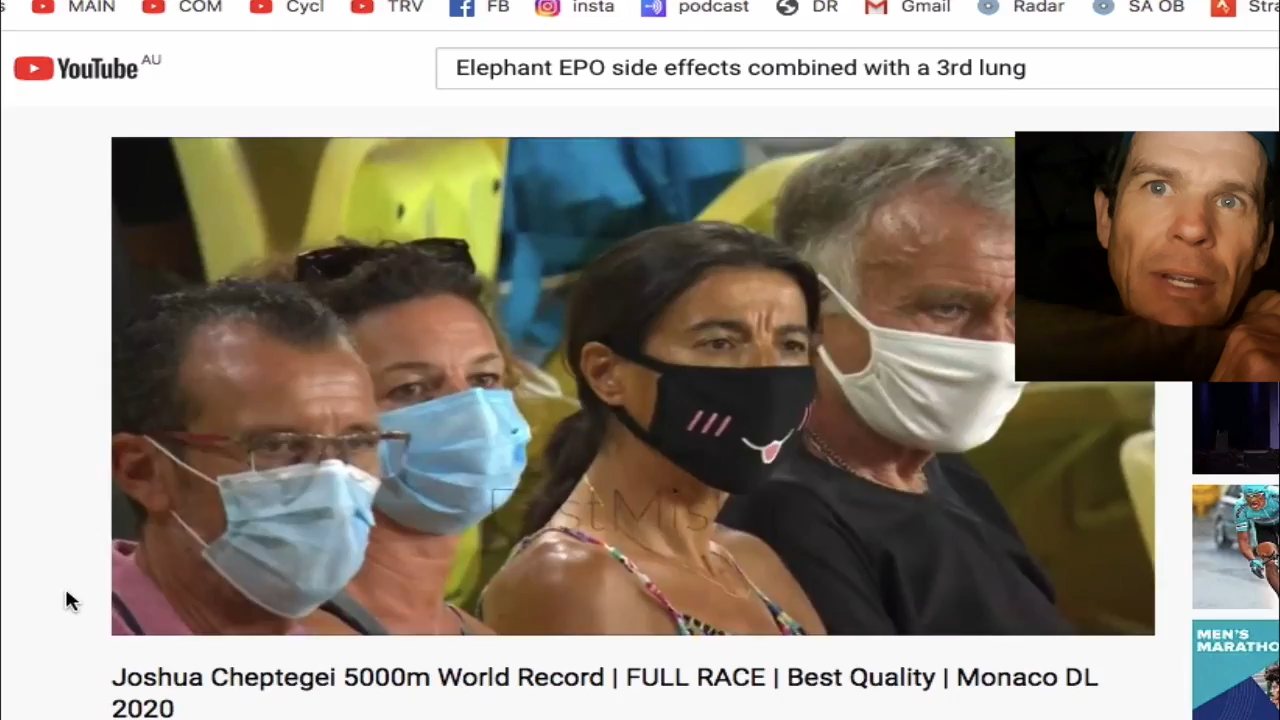 MAIN COM Cycl TRV FB insta podcast DR Gmail Radar SA OB
YouTube AU
Elephant EPO side effects combined with a 3rd lung
MEN'S
Joshua Cheptegei 5000m World Record | FULL RACE | Best Quality | Monaco DL
2020